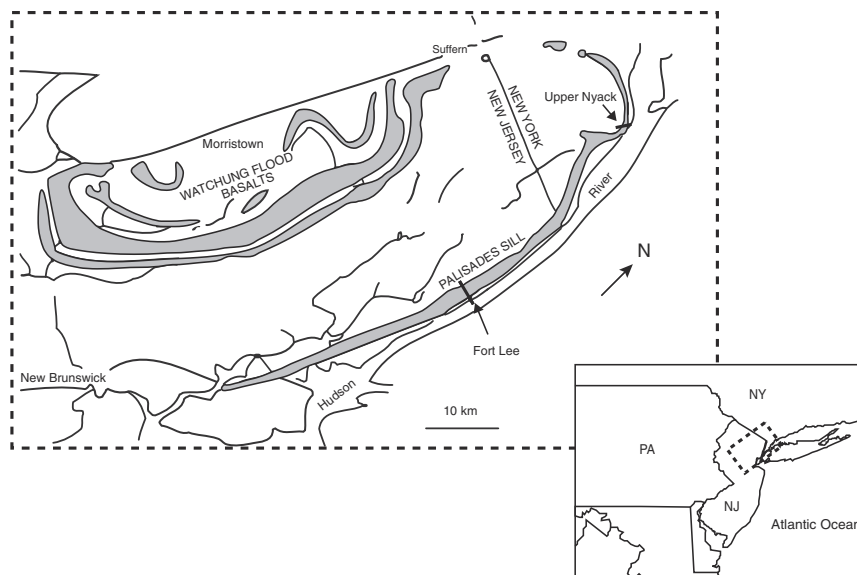 Suffern
Upper Nyack
NEW YORK
NEW JERSEY
Morristown
WATCHUNG FLOOD
BASALTS
River
N
PALISADES SILL
Fort Lee
New Brunswick
Hudson
10 km
NY
PA
NJ
Atlantic Ocean